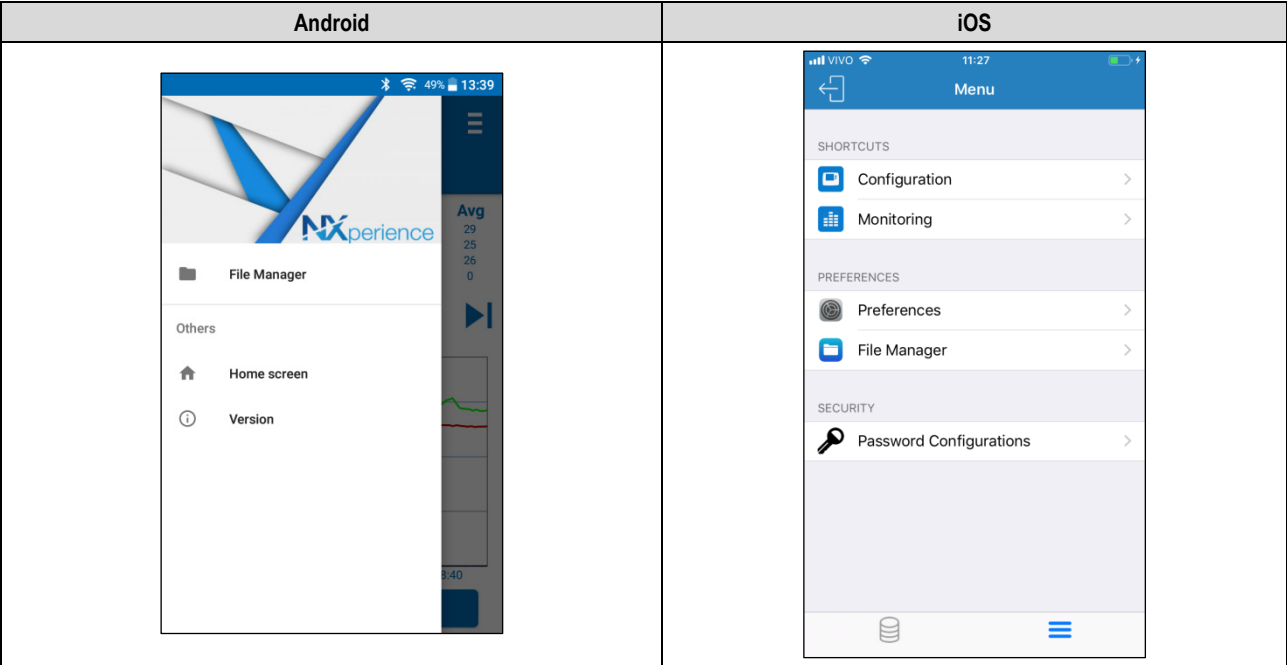 Android
iOS
49% 13:39
NXperience
Avg
29
25
26
0
File Manager
Others
Home screen
Version
8:40
VIVO 11:27
Menu
SHORTCUTS
Configuration
Monitoring
PREFERENCES
Preferences
File Manager
SECURITY
Password Configurations